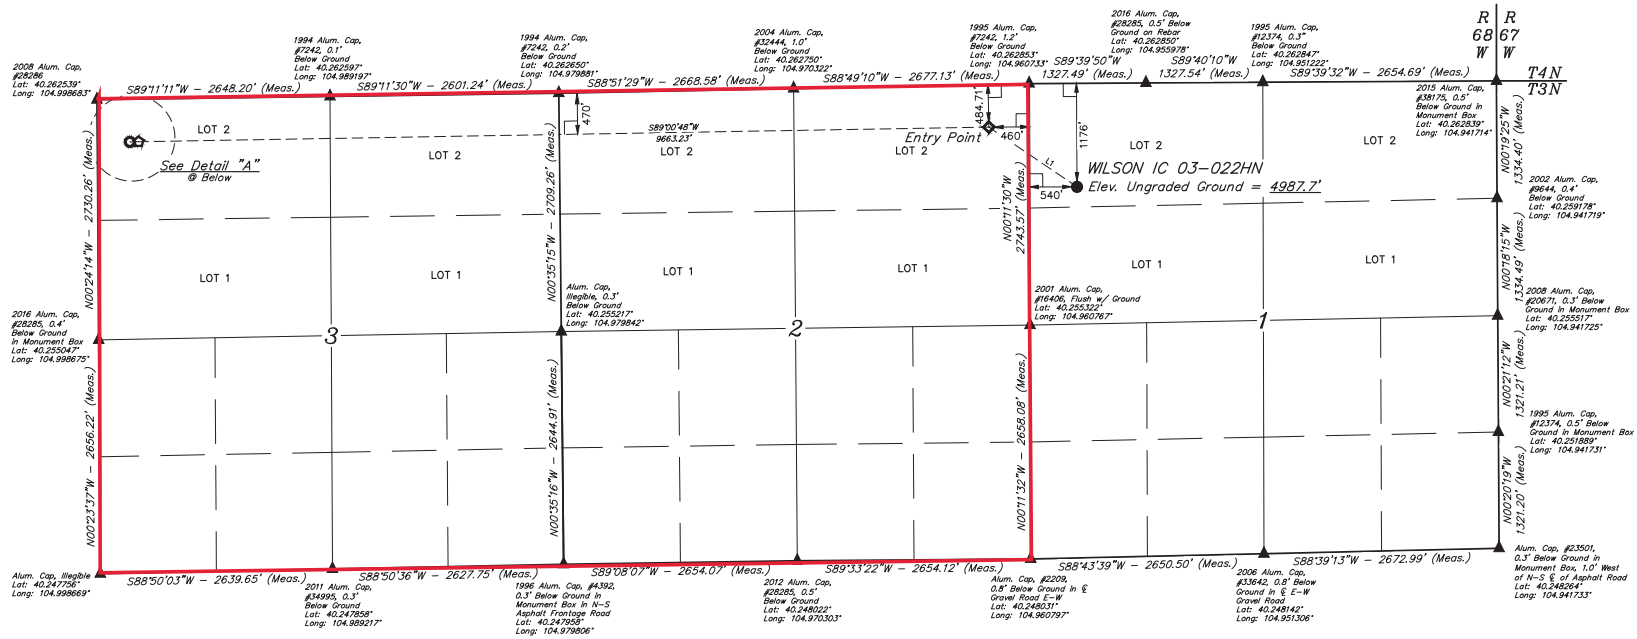 R R
68 67
W W
T4N
T3N
2008 Alum. Cap,
#28286
Lat: 40.262539°
Long: 104.998683°
1994 Alum. Cap,
#7242, 0.1'
Below Ground
Lat: 40.262597°
Long: 104.989197°
1994 Alum. Cap,
#7242, 0.2'
Below Ground
Lat: 40.262650°
Long: 104.979881°
2004 Alum. Cap,
#32444, 1.0'
Below Ground
Lat: 40.262750°
Long: 104.970322°
1995 Alum. Cap,
#7242, 1.2'
Below Ground
Lat: 40.262853°
Long: 104.960733°
2016 Alum. Cap,
#28285, 0.5' Below
Ground on Rebar
Lat: 40.262850°
Long: 104.955978°
1995 Alum. Cap,
#12374, 0.3"
Below Ground
Lat: 40.262847°
Long: 104.951222°
S89°11'11"W - 2648.20' (Meas.)
S89°11'30"W - 2601.24' (Meas.)
S88°51'29"W - 2668.58' (Meas.)
S88°49'10"W - 2677.13' (Meas.)
S89°39'50"W
1327.49' (Meas.)
S89°40'10"W
1327.54' (Meas.)
S89°39'32"W - 2654.69' (Meas.)
2015 Alum. Cap,
#38175, 0.5'
Below Ground in
Monument Box
Lat: 40.262839°
Long: 104.941714°
N00°19'25"W
1334.40' (Meas.)
LOT 2
LOT 2
LOT 2
LOT 2
LOT 2
LOT 2
S89°00'48"W
9663.23'
470'
484.71'
460'
Entry Point
1176'
L1
540'
WILSON IC 03-022HN
Elev. Ungraded Ground = 4987.7'
See Detail "A"
@ Below
N00°24'14"W - 2730.26' (Meas.)
N00°35'15"W - 2709.26' (Meas.)
N00°11'30"W
2743.57' (Meas.)
2002 Alum. Cap,
#9644, 0.4'
Below Ground
Lat: 40.259178°
Long: 104.941719°
N00°18'15"W
1334.49' (Meas.)
LOT 1
LOT 1
LOT 1
LOT 1
LOT 1
LOT 1
2016 Alum. Cap,
#28285, 0.4'
Below Ground
in Monument Box
Lat: 40.255047°
Long: 104.998675°
Alum. Cap,
Illegible, 0.3'
Below Ground
Lat: 40.255217°
Long: 104.979842°
2001 Alum. Cap,
#16406, Flush w/ Ground
Lat: 40.255322°
Long: 104.960767°
2008 Alum. Cap,
#20671, 0.3' Below
Ground in Monument Box
Lat: 40.255517°
Long: 104.941725°
3
2
1
N00°23'37"W - 2656.22' (Meas.)
N00°35'16"W - 2644.91' (Meas.)
N00°11'32"W - 2658.08' (Meas.)
N00°21'12"W
1321.21' (Meas.)
1995 Alum. Cap,
#12374, 0.5' Below
Ground in Monument Box
Lat: 40.251889°
Long: 104.941731°
N00°20'19"W
1321.20' (Meas.)
S88°50'03"W - 2639.65' (Meas.)
S88°50'36"W - 2627.75' (Meas.)
S89°08'07"W - 2654.07' (Meas.)
S89°33'22"W - 2654.12' (Meas.)
S88°43'39"W - 2650.50' (Meas.)
S88°39'13"W - 2672.99' (Meas.)
Alum. Cap, Illegible
Lat: 40.247756°
Long: 104.998669°
2011 Alum. Cap,
#34995, 0.3'
Below Ground
Lat: 40.247858°
Long: 104.989217°
1996 Alum. Cap, #4392,
0.3' Below Ground in
Monument Box in N-S
Asphalt Frontage Road
Lat: 40.247958°
Long: 104.979806°
2012 Alum. Cap,
#28285, 0.5'
Below Ground
Lat: 40.248022°
Long: 104.970303°
Alum. Cap, #2209,
0.8' Below Ground in ℄
Gravel Road E-W
Lat: 40.248031°
Long: 104.960797°
2006 Alum. Cap,
#33642, 0.8' Below
Ground in ℄ E-W
Gravel Road
Lat: 40.248142°
Long: 104.951306°
Alum. Cap, #23501,
0.3' Below Ground in
Monument Box, 1.0' West
of N-S ℄ of Asphalt Road
Lat: 40.248264°
Long: 104.941733°